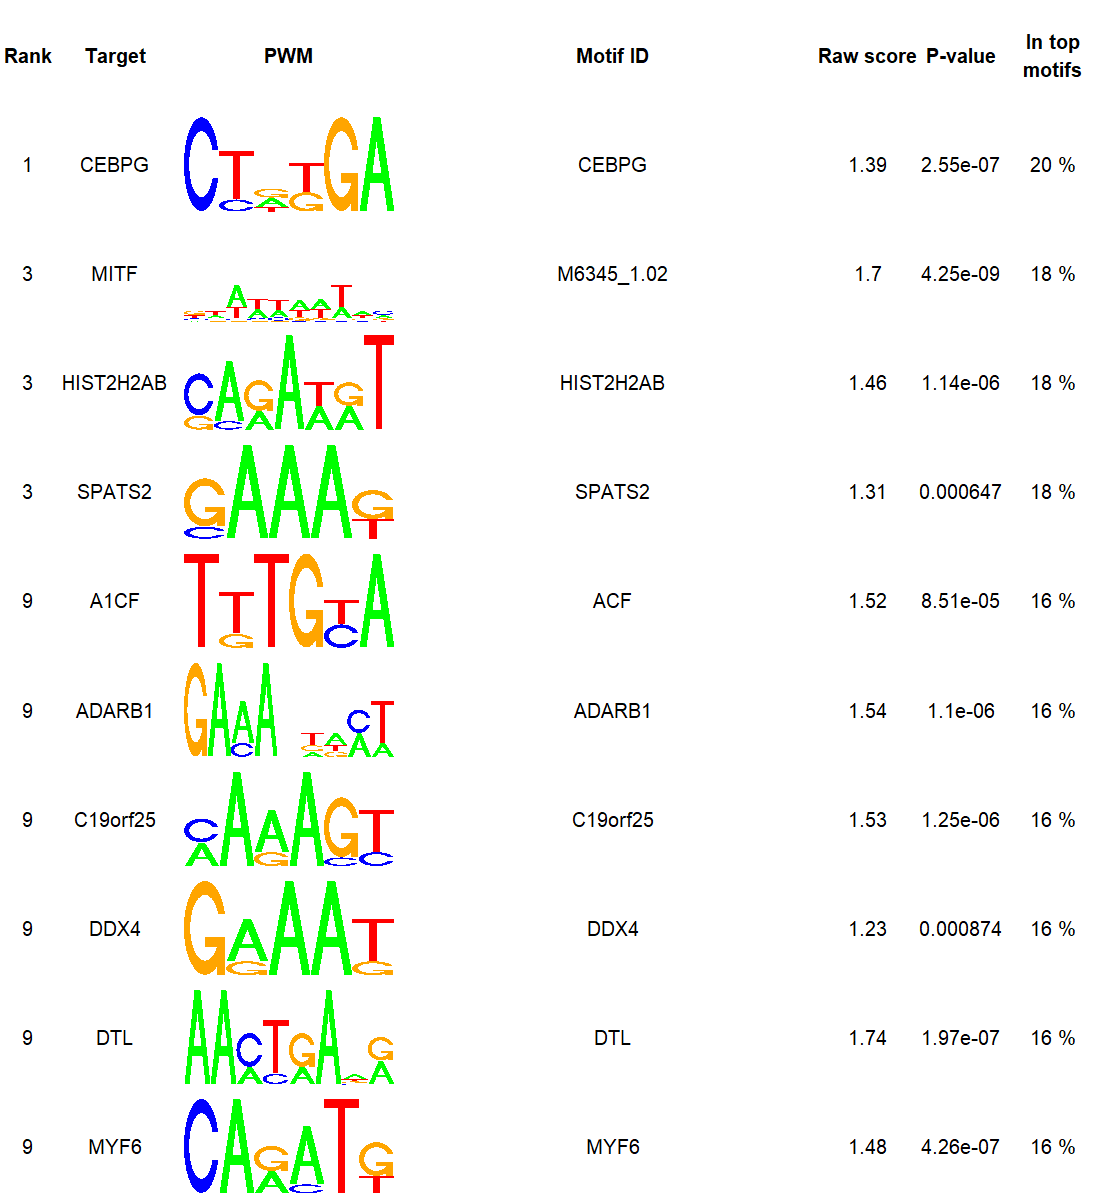 Rank Target PWM Motif ID Raw score P-value In top motifs
1 CEBPG CEBPG 1.39 2.55e-07 20 %
3 MITF M6345_1.02 1.7 4.25e-09 18 %
3 HIST2H2AB HIST2H2AB 1.46 1.14e-06 18 %
3 SPATS2 SPATS2 1.31 0.000647 18 %
9 A1CF ACF 1.52 8.51e-05 16 %
9 ADARB1 ADARB1 1.54 1.1e-06 16 %
9 C19orf25 C19orf25 1.53 1.25e-06 16 %
9 DDX4 DDX4 1.23 0.000874 16 %
9 DTL DTL 1.74 1.97e-07 16 %
9 MYF6 MYF6 1.48 4.26e-07 16 %